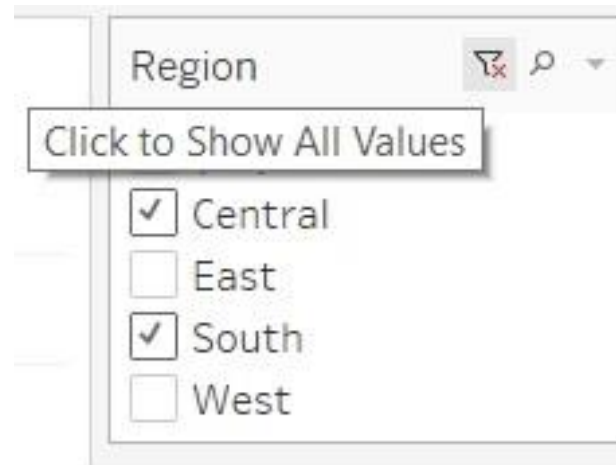 Region
Click to Show All Values
Central
East
South
West